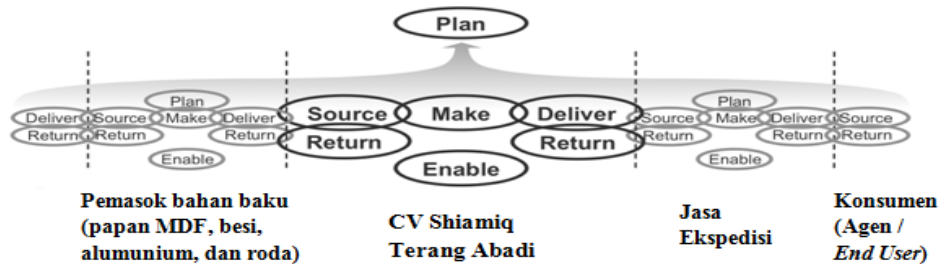 Plan
Plan
Plan
Deliver Source Make Deliver Source Make Deliver Source Make Deliver Source
Return Return Return Return Return Return Return Return
Enable
Enable
Enable
Pemasok bahan baku
(papan MDF, besi,
alumunium, dan roda)
CV Shiamiq
Terang Abadi
Jasa
Ekspedisi
Konsumen
(Agen /
End User)